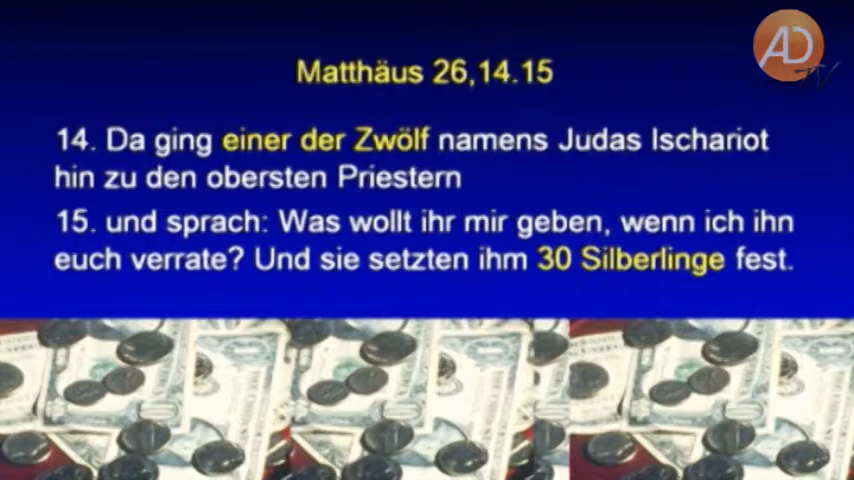 AD
TV
Matthäus 26,14.15
14. Da ging einer der Zwölf namens Judas Ischariot
hin zu den obersten Priestern
15. und sprach: Was wollt ihr mir geben, wenn ich ihn
euch verrate? Und sie setzten ihm 30 Silberlinge fest.